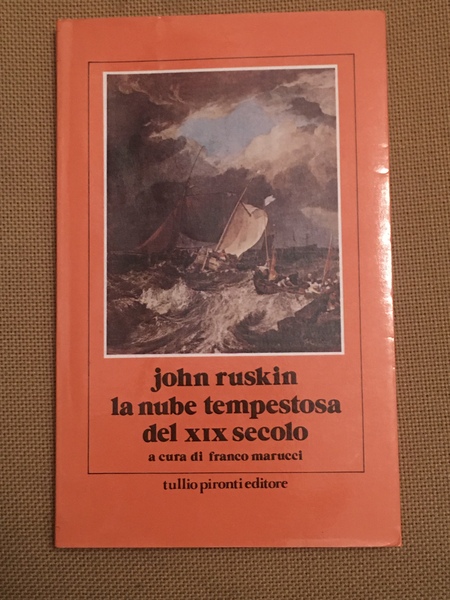 john ruskin
la nube tempestosa
del XIX secolo
a cura di franco marucci
tullio pironti editore